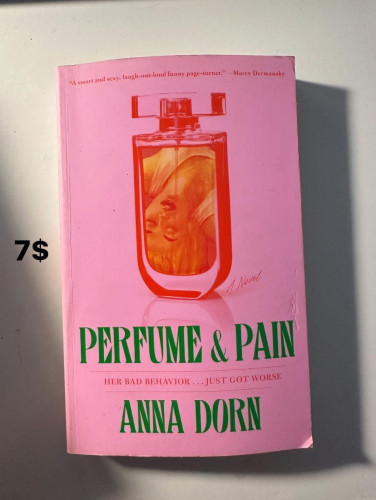 "A smart and sexy, laugh-out-loud funny page-turner." —Marcy Dermansky
7$
A Novel
PERFUME & PAIN
HER BAD BEHAVIOR . . . JUST GOT WORSE
ANNA DORN